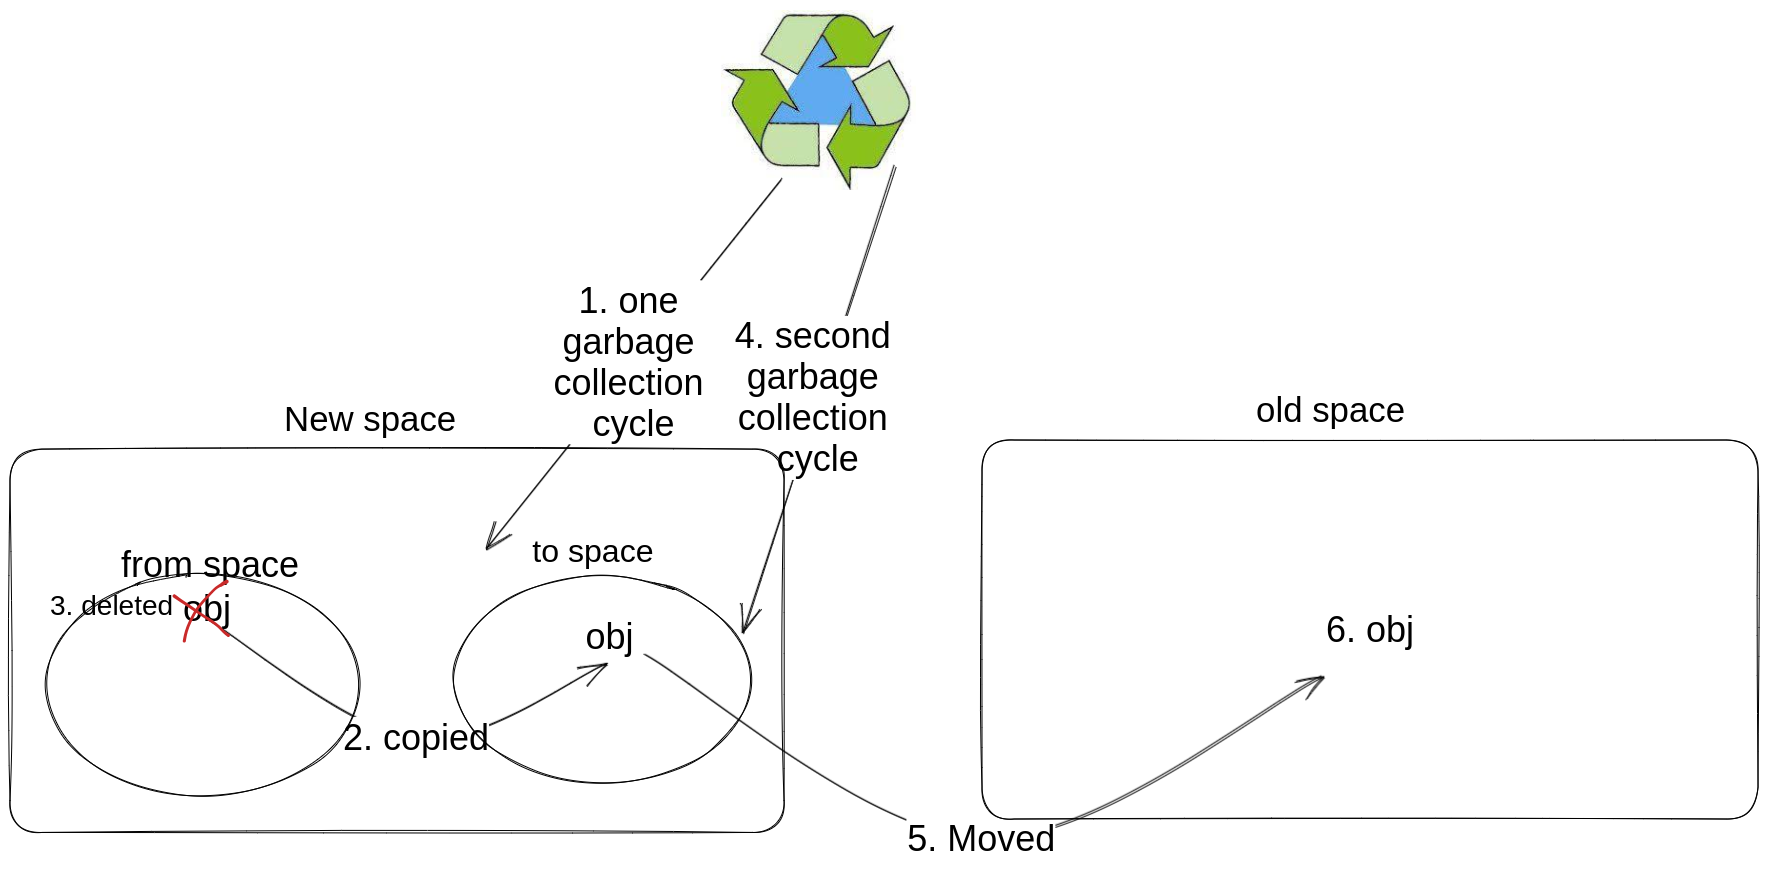 1. one
garbage
collection
cycle
4. second
garbage
collection
cycle
New space
old space
from space
to space
3. deleted
obj
obj
6. obj
2. copied
5. Moved